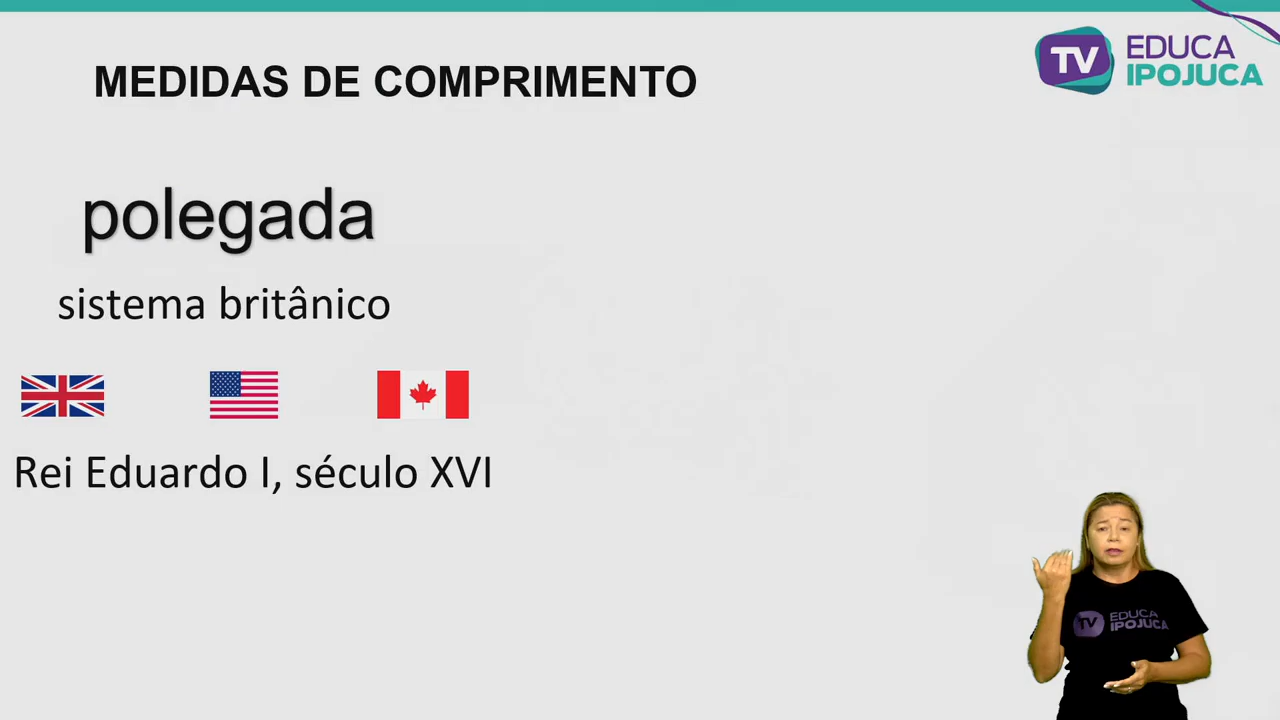 MEDIDAS DE COMPRIMENTO
TV EDUCA
IPOJUCA
polegada
sistema britânico
Rei Eduardo I, século XVI
TV EDUCA
IPOJUCA